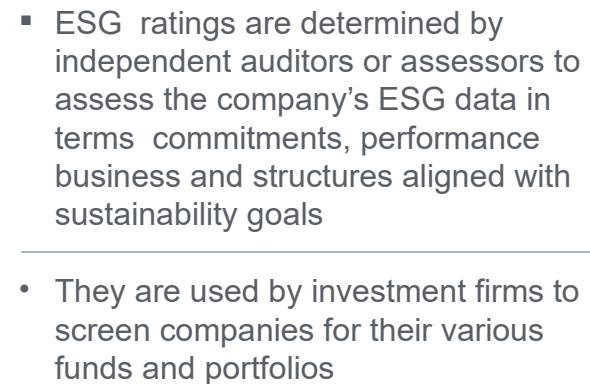 ▪ ESG  ratings are determined by
independent auditors or assessors to
assess the company’s ESG data in
terms  commitments, performance
business and structures aligned with
sustainability goals
• They are used by investment firms to
screen companies for their various
funds and portfolios